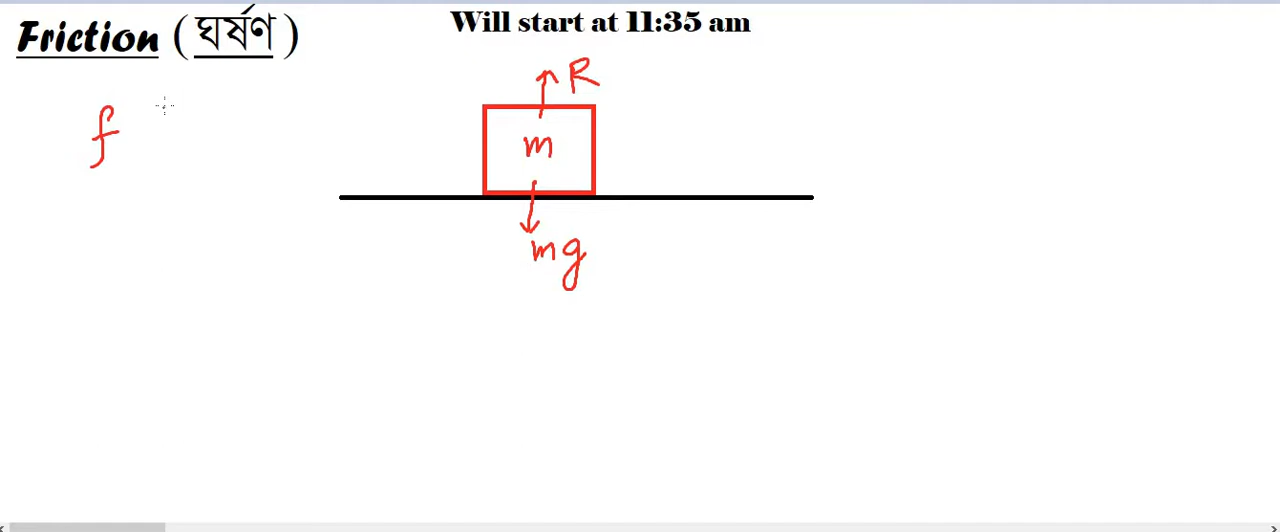 Friction (ঘর্ষণ)
Will start at 11:35 am
R
f
m
mg